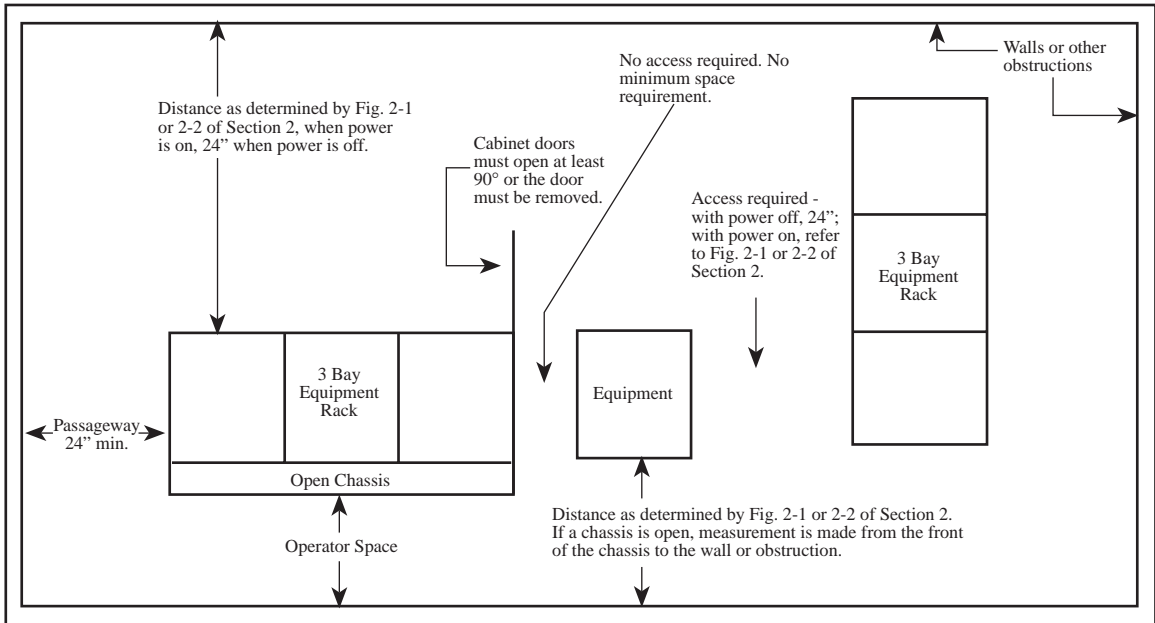 Walls or other
obstructions
No access required. No
minimum space
requirement.
Distance as determined by Fig. 2-1
or 2-2 of Section 2, when power
is on, 24” when power is off.
Cabinet doors
must open at least
90° or the door
must be removed.
Access required -
with power off, 24”;
with power on, refer
to Fig. 2-1 or 2-2 of
Section 2.
3 Bay
Equipment
Rack
3 Bay
Equipment
Rack
Equipment
Passageway
24” min.
Open Chassis
Operator Space
Distance as determined by Fig. 2-1 or 2-2 of Section 2.
If a chassis is open, measurement is made from the front
of the chassis to the wall or obstruction.